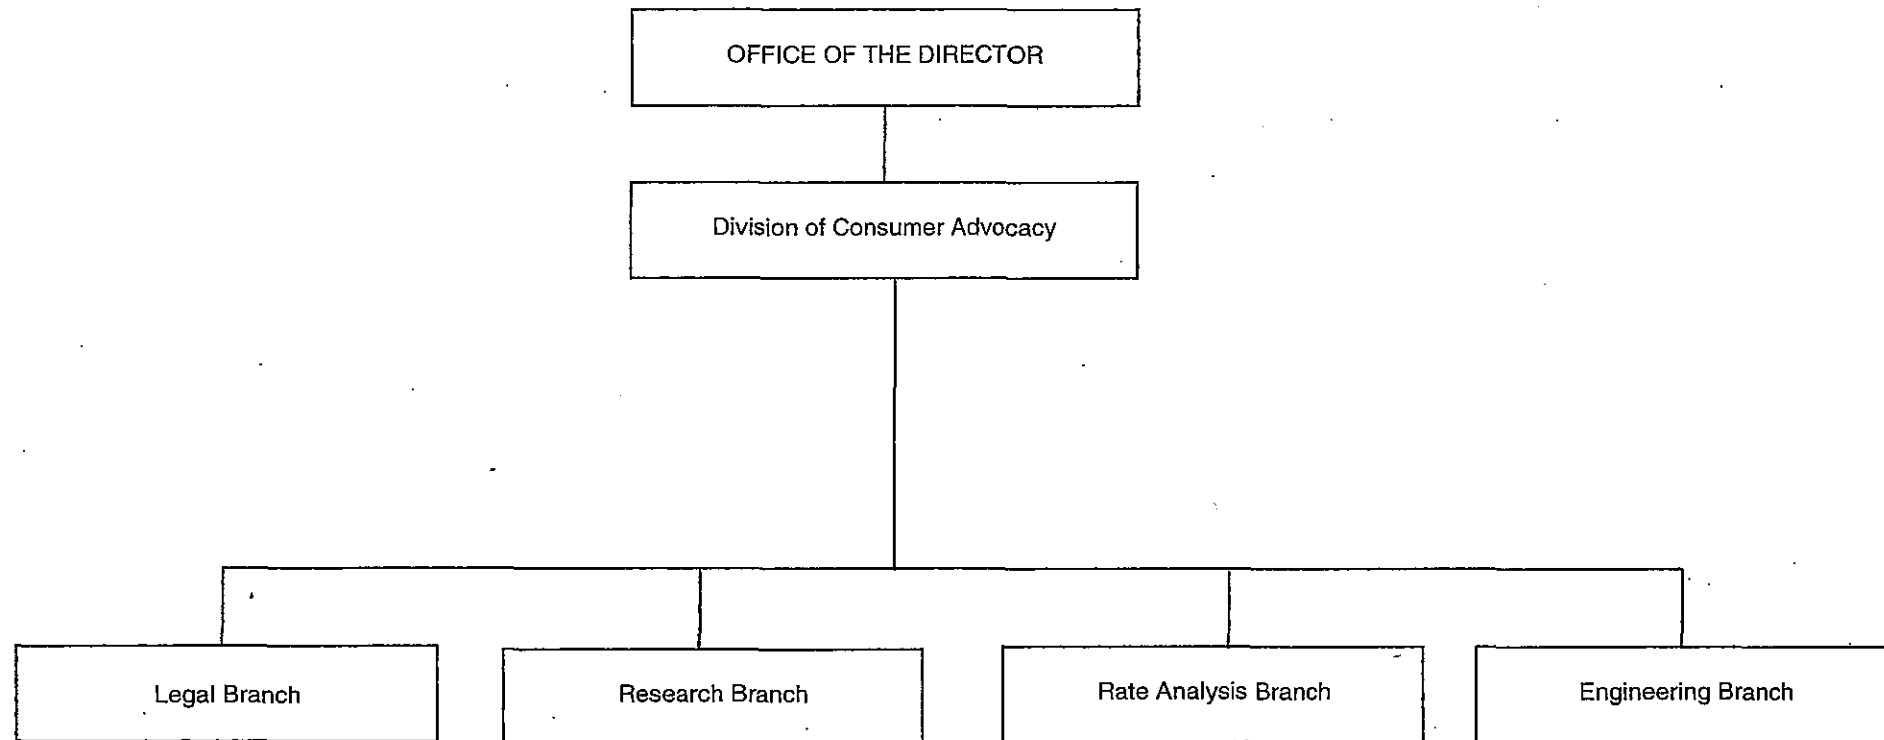 OFFICE OF THE DIRECTOR
Division of Consumer Advocacy
Legal Branch
Research Branch
Rate Analysis Branch
Engineering Branch